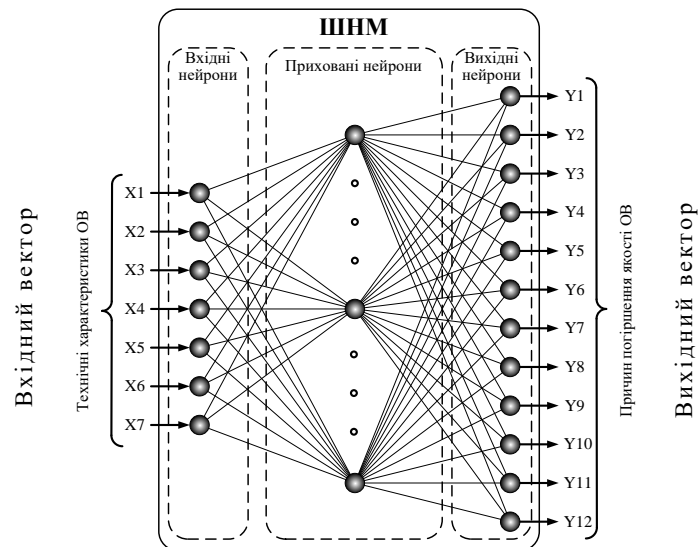 ШНМ
Вхідні
нейрони
Приховані нейрони
Вихідні
нейрони
Вхідний вектор
Технічні характеристики ОВ
X1
X2
X3
X4
X5
X6
X7
Y1
Y2
Y3
Y4
Y5
Y6
Y7
Y8
Y9
Y10
Y11
Y12
Причин погіршення якості ОВ
Вихідний вектор